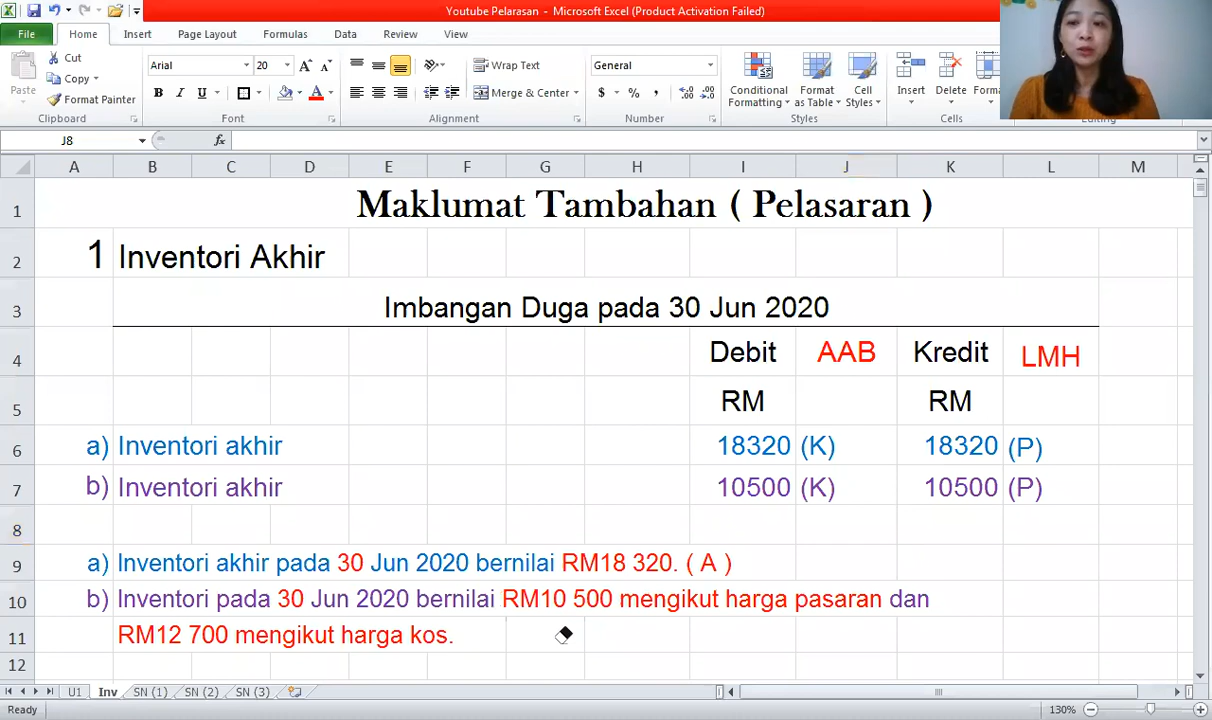 Youtube Pelarasan - Microsoft Excel (Product Activation Failed)
File Home Insert Page Layout Formulas Data Review View
Paste
Cut
Copy
Format Painter
Clipboard
Arial 20
B I U
Font
Wrap Text
Merge & Center
Alignment
General
$ % ,
Number
Conditional Formatting
Format as Table
Cell Styles
Styles
Insert Delete
Cells
J8 fx
A B C D E F G H I J K L M
1 Maklumat Tambahan ( Pelasaran )
2 1 Inventori Akhir
3 Imbangan Duga pada 30 Jun 2020
4 Debit AAB Kredit LMH
5 RM RM
6 a) Inventori akhir 18320 (K) 18320 (P)
7 b) Inventori akhir 10500 (K) 10500 (P)
8
9 a) Inventori akhir pada 30 Jun 2020 bernilai RM18 320. ( A )
10 b) Inventori pada 30 Jun 2020 bernilai RM10 500 mengikut harga pasaran dan
11 RM12 700 mengikut harga kos.
12
U1 Inv SN (1) SN (2) SN (3)
Ready 130%